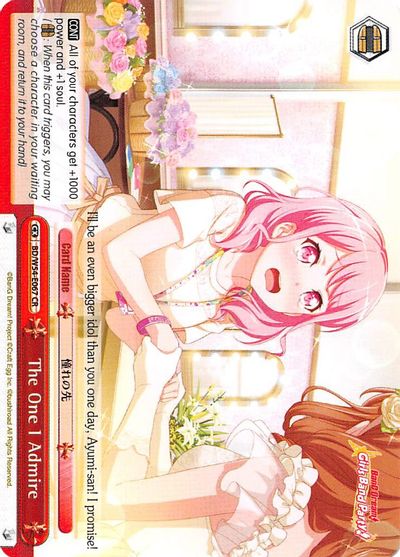 BanG Dream!
Girls Band Party!
I'll be an even bigger idol than you one day, Ayumi-san! I promise!
Card Name
憧れの先
CONT All of your characters get +1000
power and +1 soul.
( : When this card triggers, you may
choose a character in your waiting
room, and return it to your hand)
CX
BD/W54-E097 CR
The One I Admire
©BanG Dream! Project ©Craft Egg Inc. ©bushiroad All Rights Reserved.